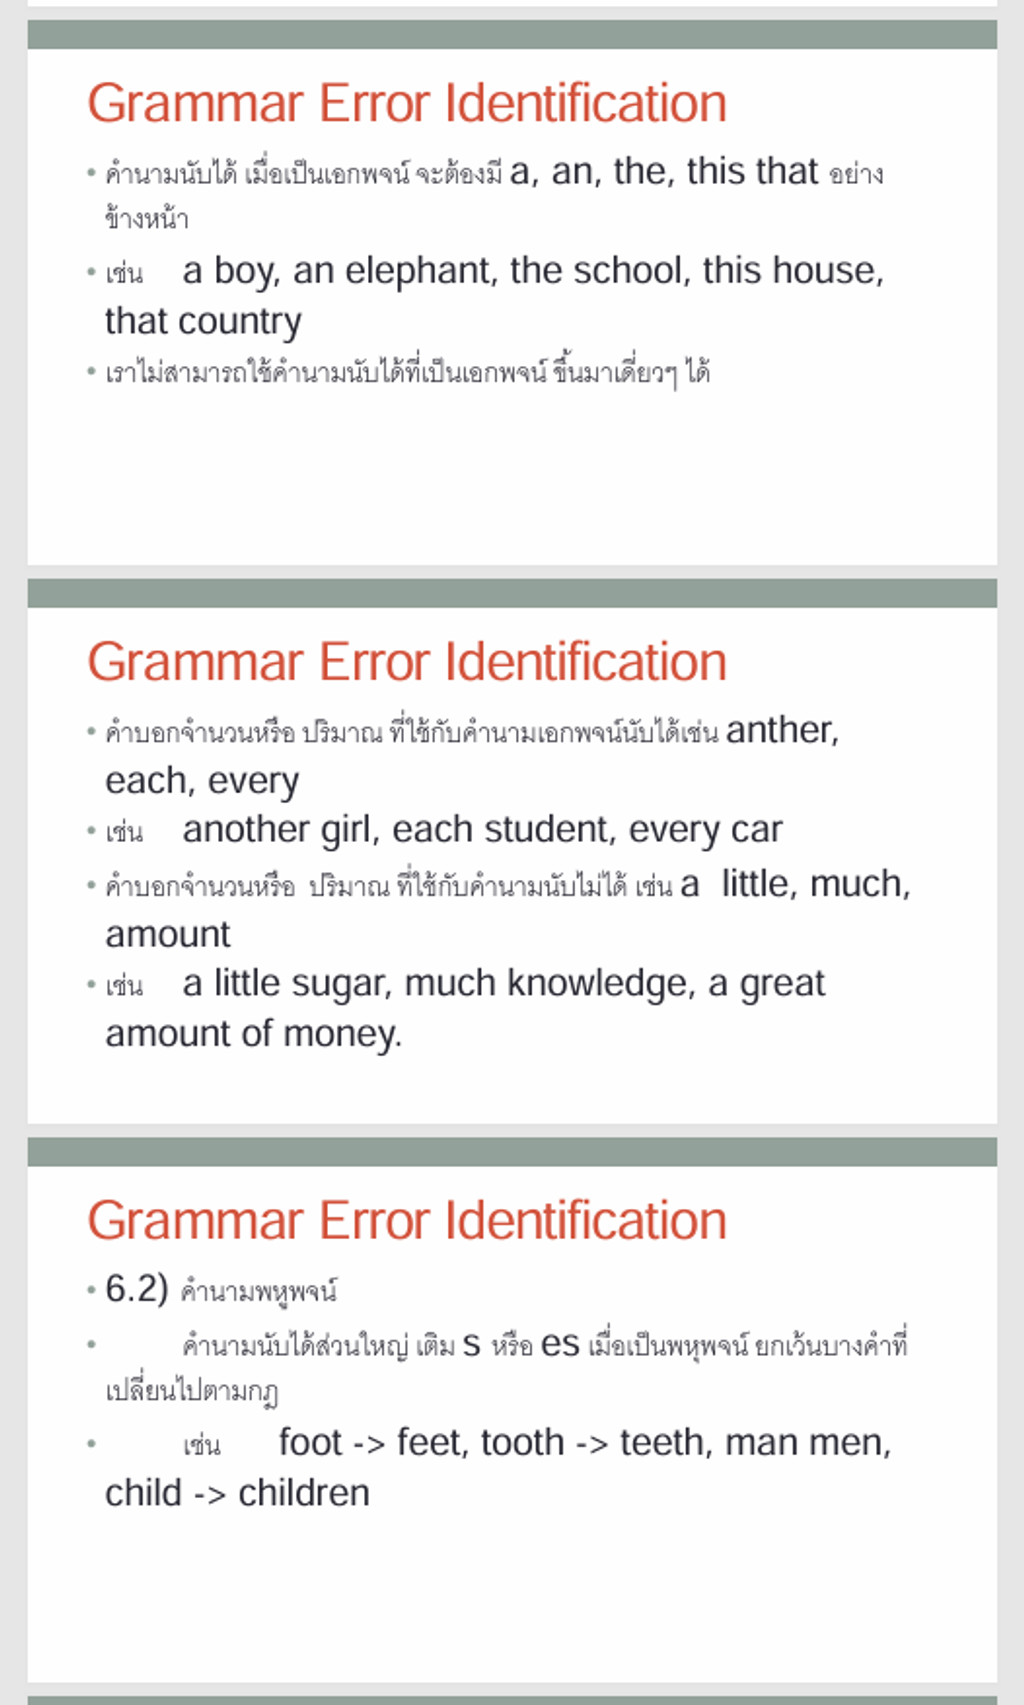 Grammar Error Identification
• คำนามนับได้ เมื่อเป็นเอกพจน์ จะต้องมี a, an, the, this that อย่าง
ข้างหน้า
• เช่น a boy, an elephant, the school, this house,
that country
• เราไม่สามารถใช้คำนามนับได้ที่เป็นเอกพจน์ ขึ้นมาเดี่ยวๆ ได้
Grammar Error Identification
• คำบอกจำนวนหรือ ปริมาณ ที่ใช้กับคำนามเอกพจน์นับได้เช่น anther,
each, every
• เช่น another girl, each student, every car
• คำบอกจำนวนหรือ ปริมาณ ที่ใช้กับคำนามนับไม่ได้ เช่น a little, much,
amount
• เช่น a little sugar, much knowledge, a great
amount of money.
Grammar Error Identification
• 6.2) คำนามพหูพจน์
• คำนามนับได้ส่วนใหญ่ เติม s หรือ es เมื่อเป็นพหุพจน์ ยกเว้นบางคำที่
เปลี่ยนไปตามกฎ
• เช่น foot -> feet, tooth -> teeth, man men,
child -> children